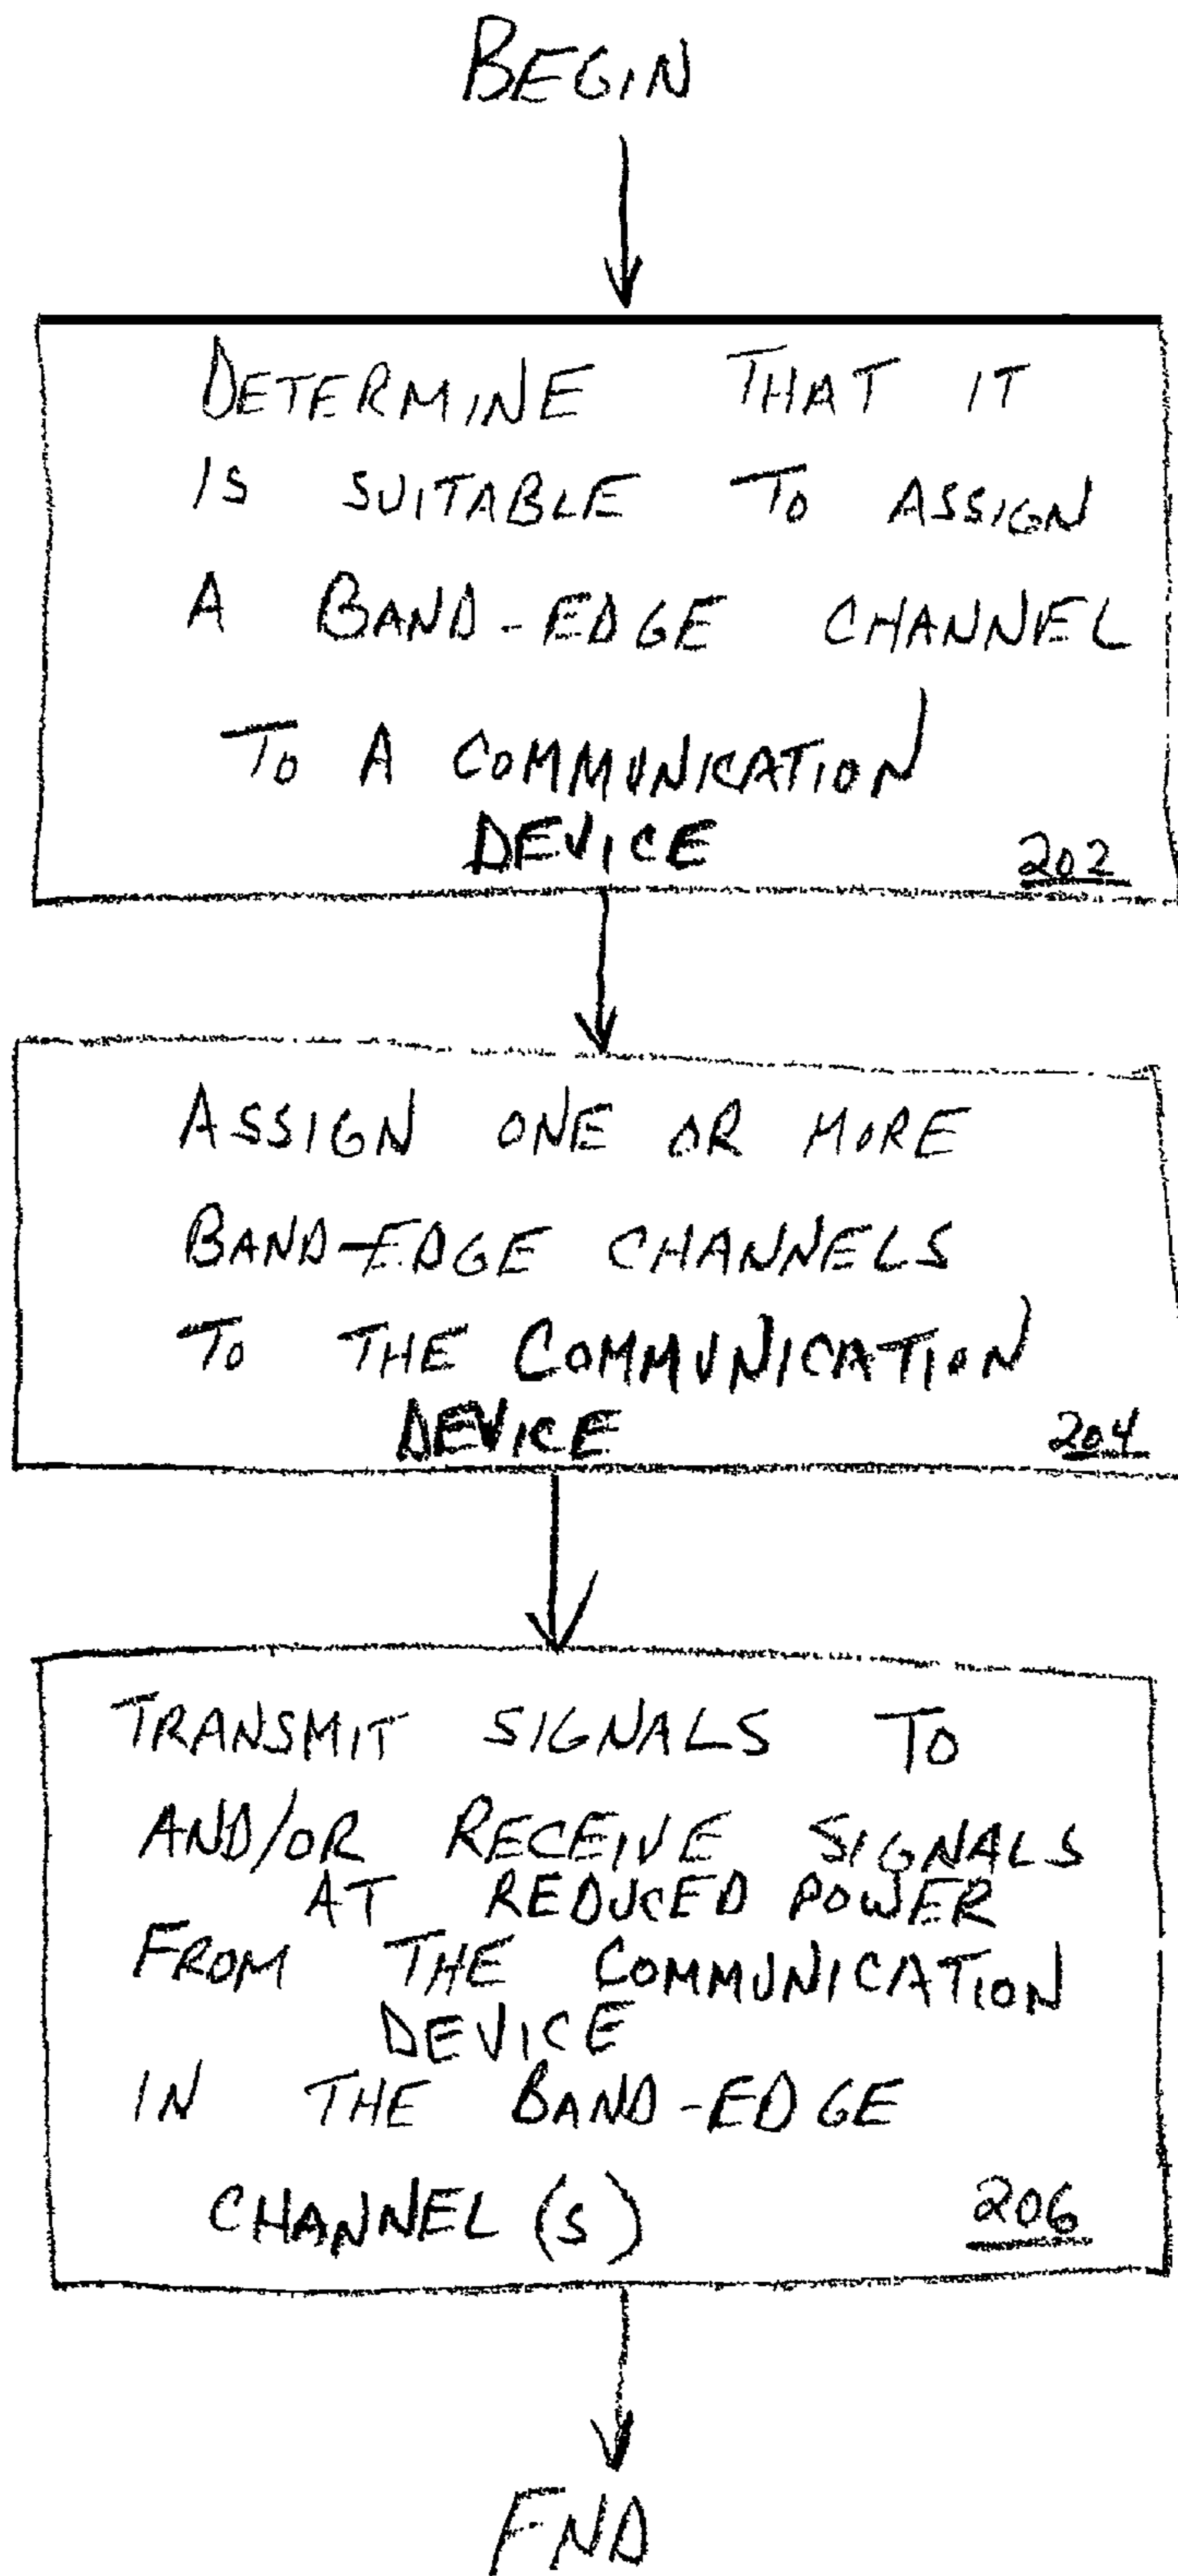 BEGIN
DETERMINE THAT IT
IS SUITABLE TO ASSIGN
A BAND-EDGE CHANNEL
TO A COMMUNICATION
DEVICE 202
ASSIGN ONE OR MORE
BAND-EDGE CHANNELS
TO THE COMMUNICATION
DEVICE 204
TRANSMIT SIGNALS TO
AND/OR RECEIVE SIGNALS
AT REDUCED POWER
FROM THE COMMUNICATION
DEVICE
IN THE BAND-EDGE
CHANNEL(S) 206
END